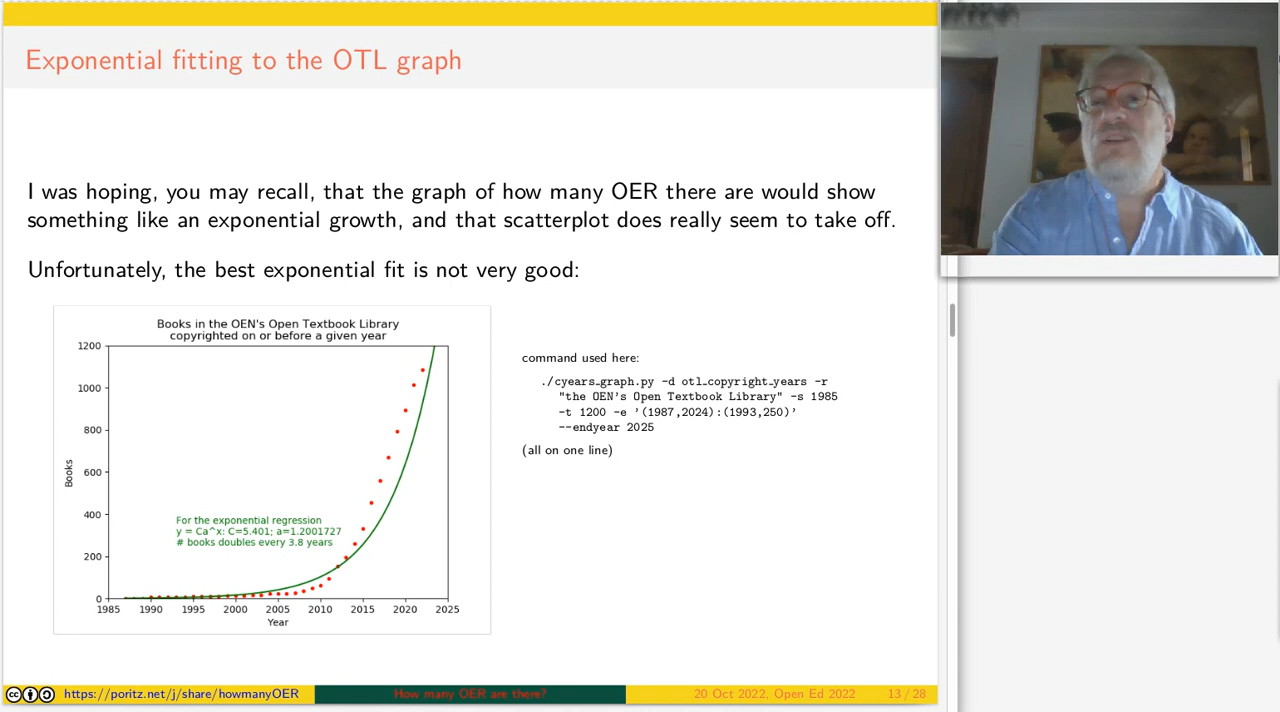 Exponential fitting to the OTL graph
I was hoping, you may recall, that the graph of how many OER there are would show
something like an exponential growth, and that scatterplot does really seem to take off.
Unfortunately, the best exponential fit is not very good:
Books in the OEN's Open Textbook Library
copyrighted on or before a given year
1200
1000
800
600
400
200
0
Books
For the exponential regression
y = Ca^x: C=5.401; a=1.2001727
# books doubles every 3.8 years
1985 1990 1995 2000 2005 2010 2015 2020 2025
Year
command used here:
./cyears_graph.py -d otl_copyright_years -r
"the OEN's Open Textbook Library" -s 1985
-t 1200 -e '(1987,2024):(1993,250)'
--endyear 2025
(all on one line)
https://poritz.net/j/share/howmanyOER How many OER are there? 20 Oct 2022, Open Ed 2022 13 / 28